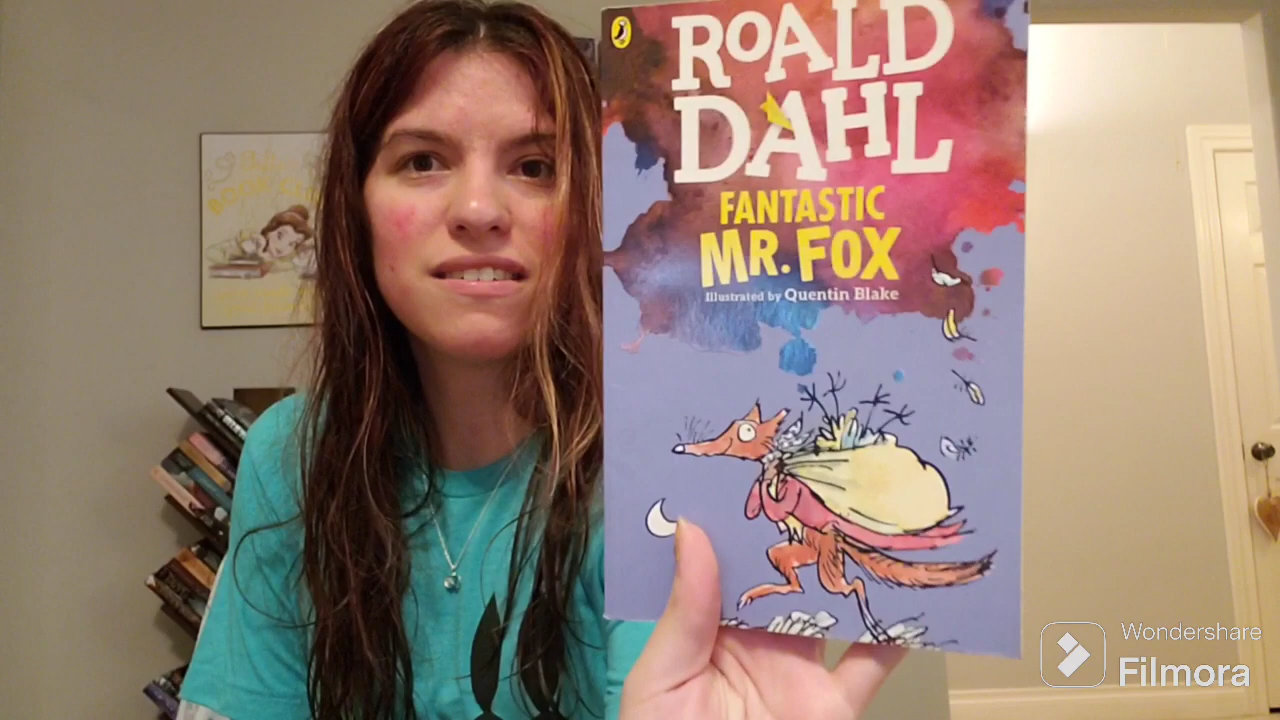 ROALD
DAHL
FANTASTIC
MR. FOX
Illustrated by Quentin Blake
Wondershare
Filmora